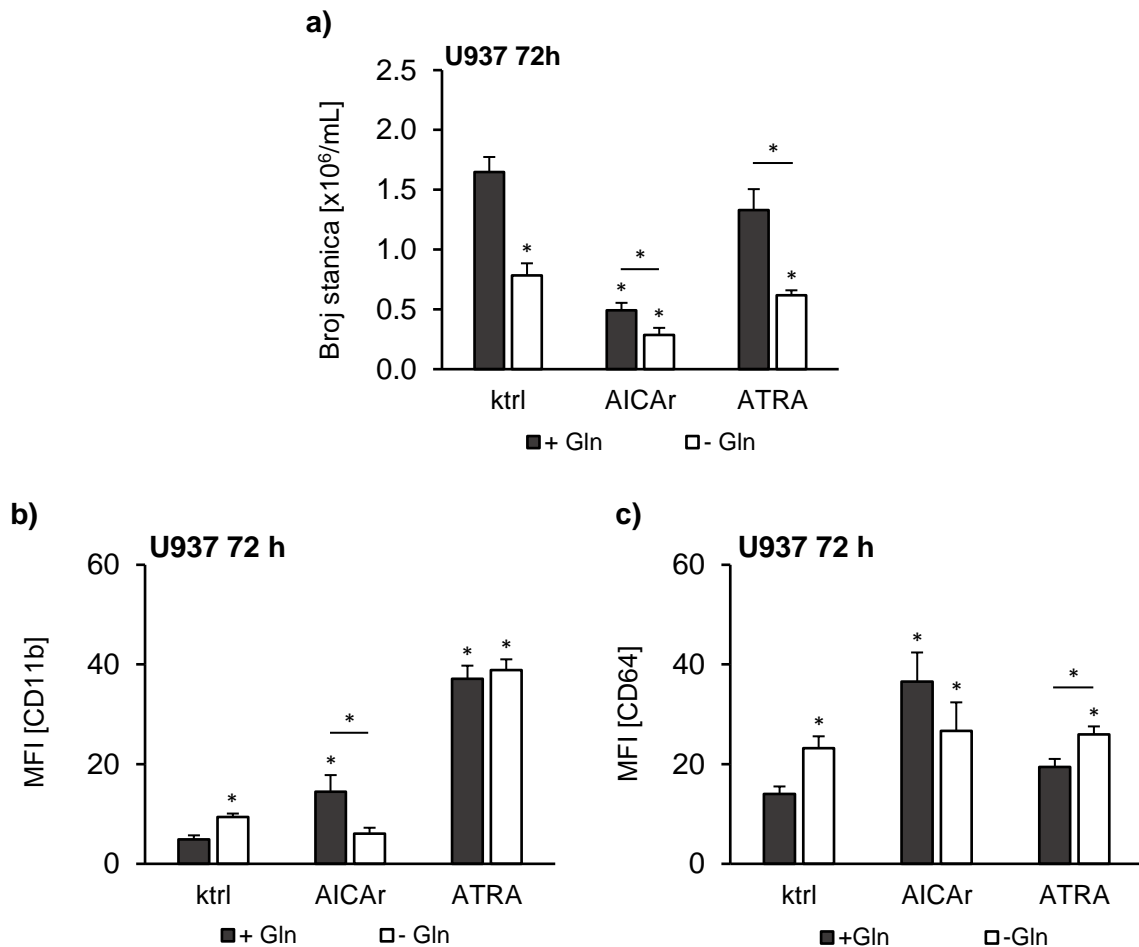 a)
U937 72h
Broj stanica [x10⁶/mL]
2.5
2.0
1.5
1.0
0.5
0.0
*
*
*
*
*
*
ktrl
AICAr
ATRA
+ Gln
- Gln
b)
U937 72 h
MFI [CD11b]
60
40
20
0
*
*
*
*
*
ktrl
AICAr
ATRA
+ Gln
- Gln
c)
U937 72 h
MFI [CD64]
60
40
20
0
*
*
*
*
*
ktrl
AICAr
ATRA
+Gln
-Gln